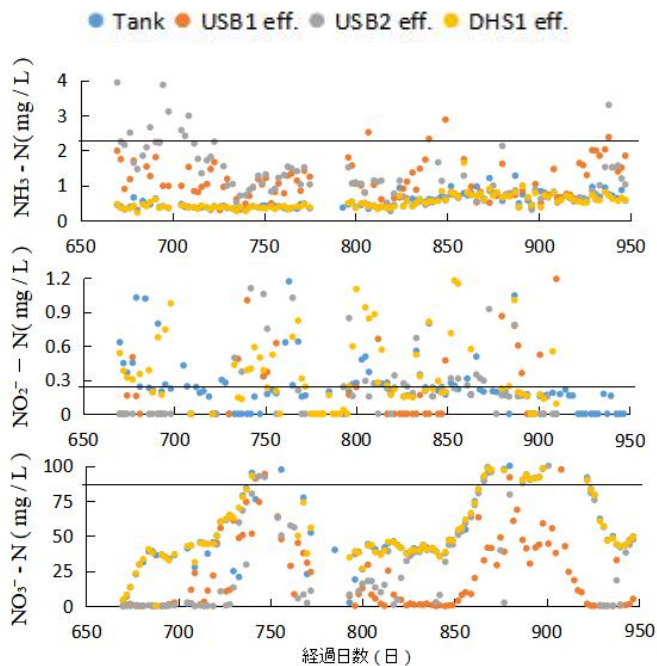 Tank USB1 eff. USB2 eff. DHS1 eff.
NH₃ - N( mg / L )
4
3
2
1
0
650 700 750 800 850 900 950
NO₂⁻ — N( mg / L )
1.2
0.9
0.6
0.3
0
650 700 750 800 850 900 950
NO₃⁻ - N ( mg / L )
100
75
50
25
0
650 700 750 800 850 900 950
経過日数 ( 日 )